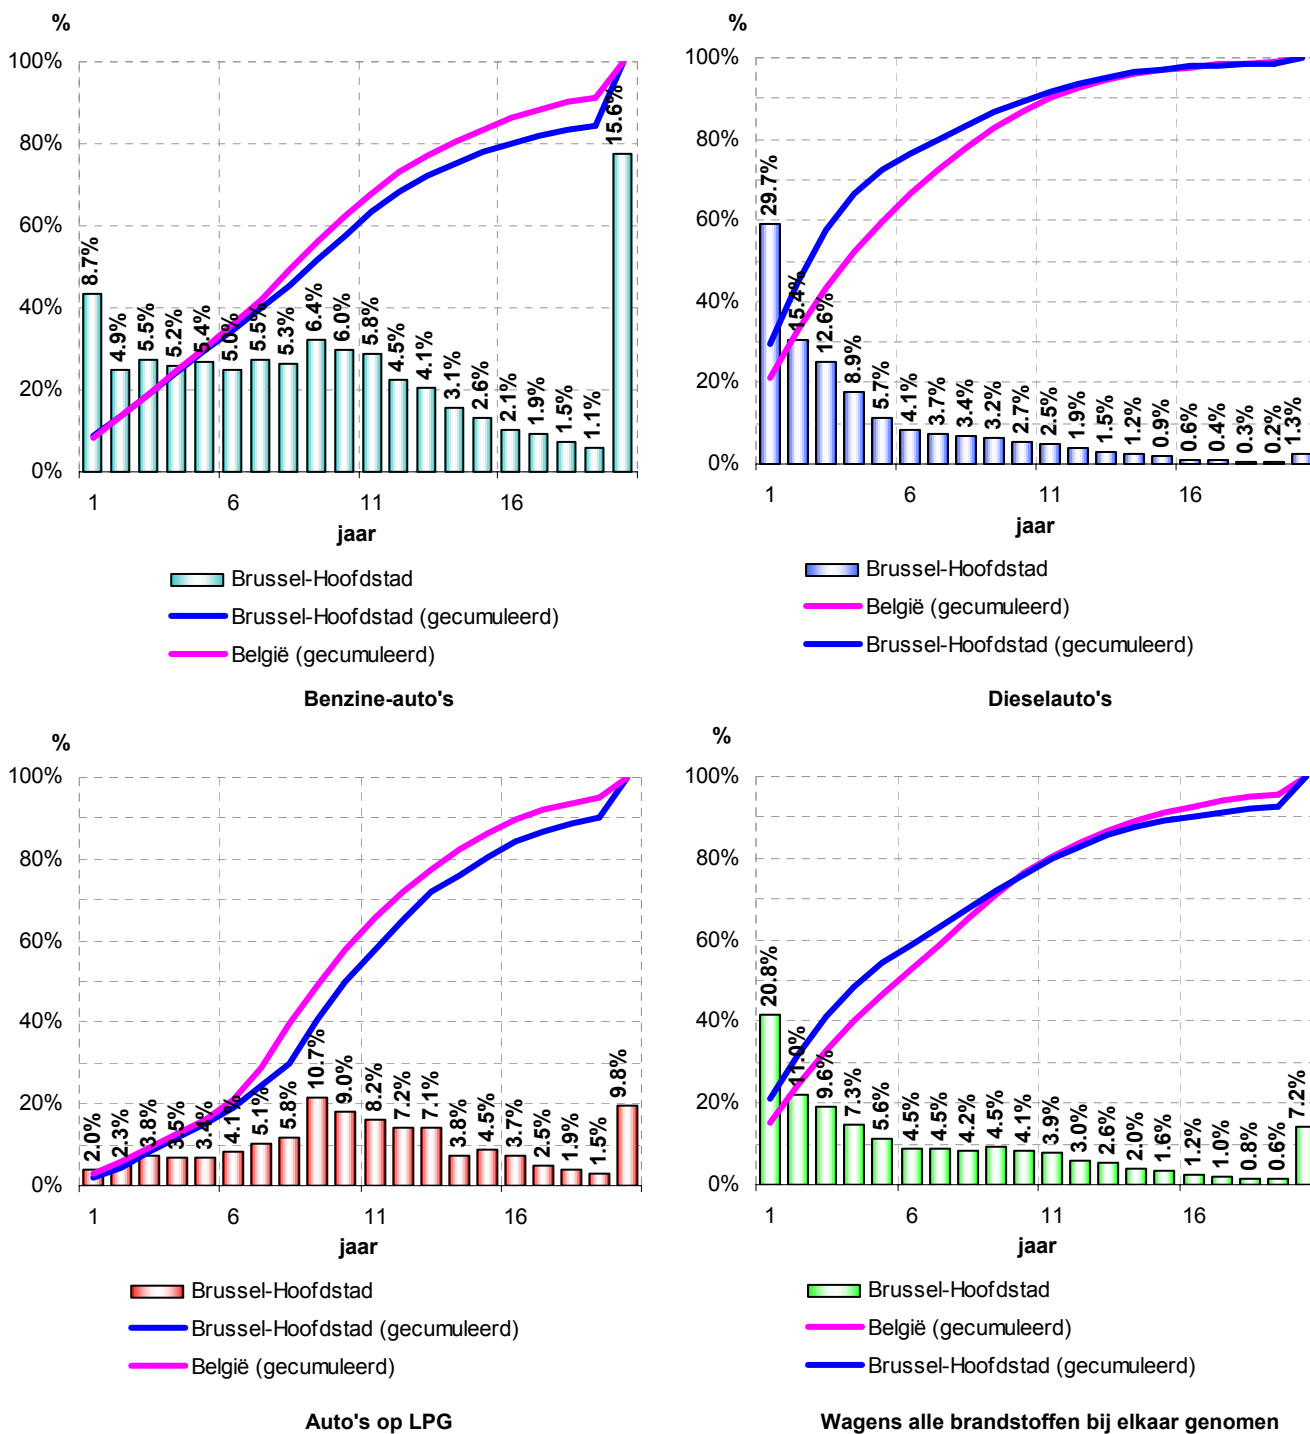 %
100%
80%
60%
40%
20%
0%
8.7% 4.9% 5.5% 5.2% 5.4% 5.0% 5.5% 5.3% 6.4% 6.0% 5.8% 4.5% 4.1% 3.1% 2.6% 2.1% 1.9% 1.5% 1.1% 15.6%
1 6 11 16
jaar
Brussel-Hoofdstad
Brussel-Hoofdstad (gecumuleerd)
België (gecumuleerd)
Benzine-auto's
%
100%
80%
60%
40%
20%
0%
29.7% 15.4% 12.6% 8.9% 5.7% 4.1% 3.7% 3.4% 3.2% 2.7% 2.5% 1.9% 1.5% 1.2% 0.9% 0.6% 0.4% 0.3% 0.2% 1.3%
1 6 11 16
jaar
Brussel-Hoofdstad
België (gecumuleerd)
Brussel-Hoofdstad (gecumuleerd)
Dieselauto's
%
100%
80%
60%
40%
20%
0%
2.0% 2.3% 3.8% 3.5% 3.4% 4.1% 5.1% 5.8% 10.7% 9.0% 8.2% 7.2% 7.1% 3.8% 4.5% 3.7% 2.5% 1.9% 1.5% 9.8%
1 6 11 16
jaar
Brussel-Hoofdstad
Brussel-Hoofdstad (gecumuleerd)
België (gecumuleerd)
Auto's op LPG
%
100%
80%
60%
40%
20%
0%
20.8% 11.0% 9.6% 7.3% 5.6% 4.5% 4.5% 4.2% 4.5% 4.1% 3.9% 3.0% 2.6% 2.0% 1.6% 1.2% 1.0% 0.8% 0.6% 7.2%
1 6 11 16
jaar
Brussel-Hoofdstad
België (gecumuleerd)
Brussel-Hoofdstad (gecumuleerd)
Wagens alle brandstoffen bij elkaar genomen